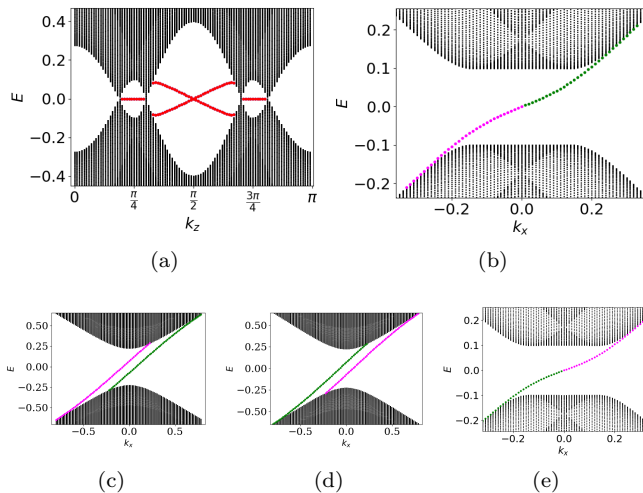 0.4
0.2
0.0
−0.2
−0.4
E
0 π/4 π/2 3π/4 π
k_z
(a)
0.2
0.1
0.0
−0.1
−0.2
E
−0.2 0.0 0.2
k_x
(b)
0.50
0.25
0.00
−0.25
−0.50
E
−0.5 0.0 0.5
k_x
(c)
0.50
0.25
0.00
−0.25
−0.50
E
−0.5 0.0 0.5
k_x
(d)
0.2
0.1
0.0
−0.1
−0.2
E
−0.2 0.0 0.2
k_x
(e)